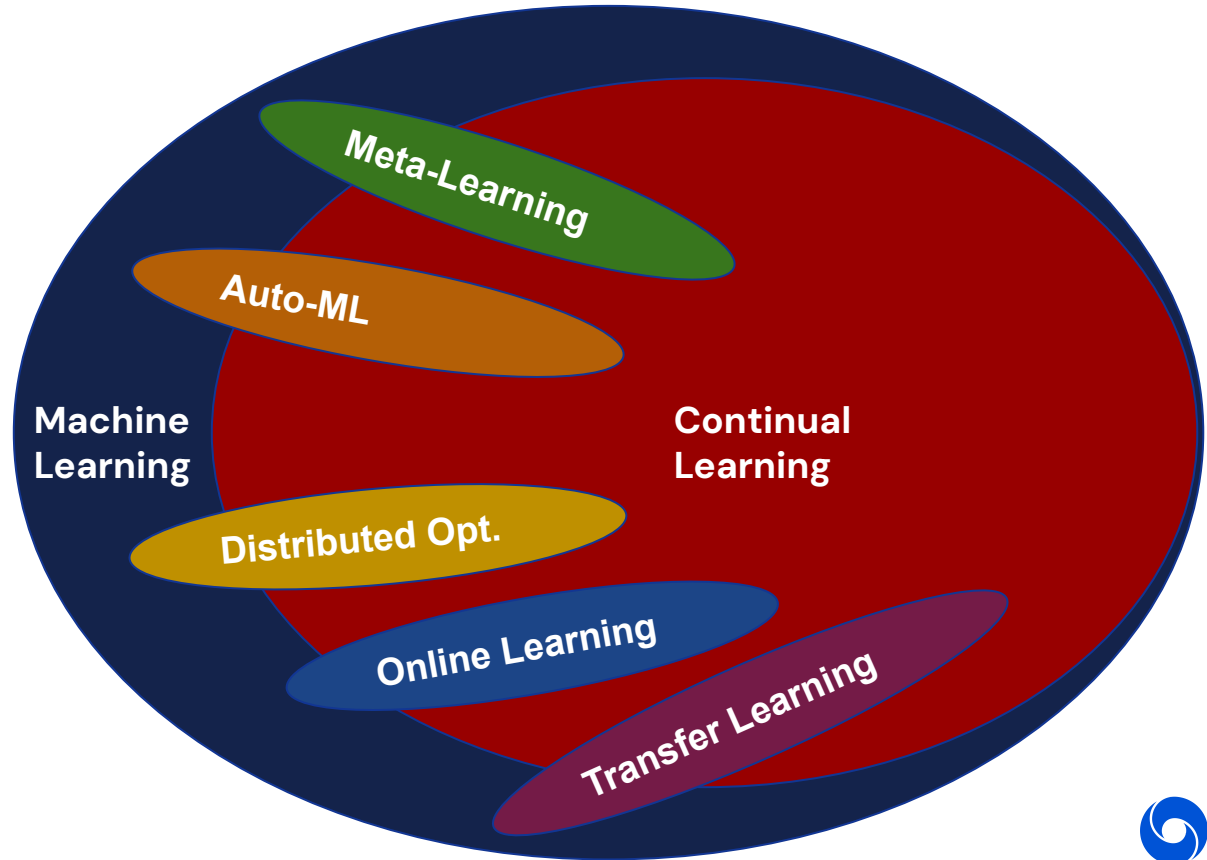 Meta-Learning
Auto-ML
Machine
Learning
Continual
Learning
Distributed Opt.
Online Learning
Transfer Learning